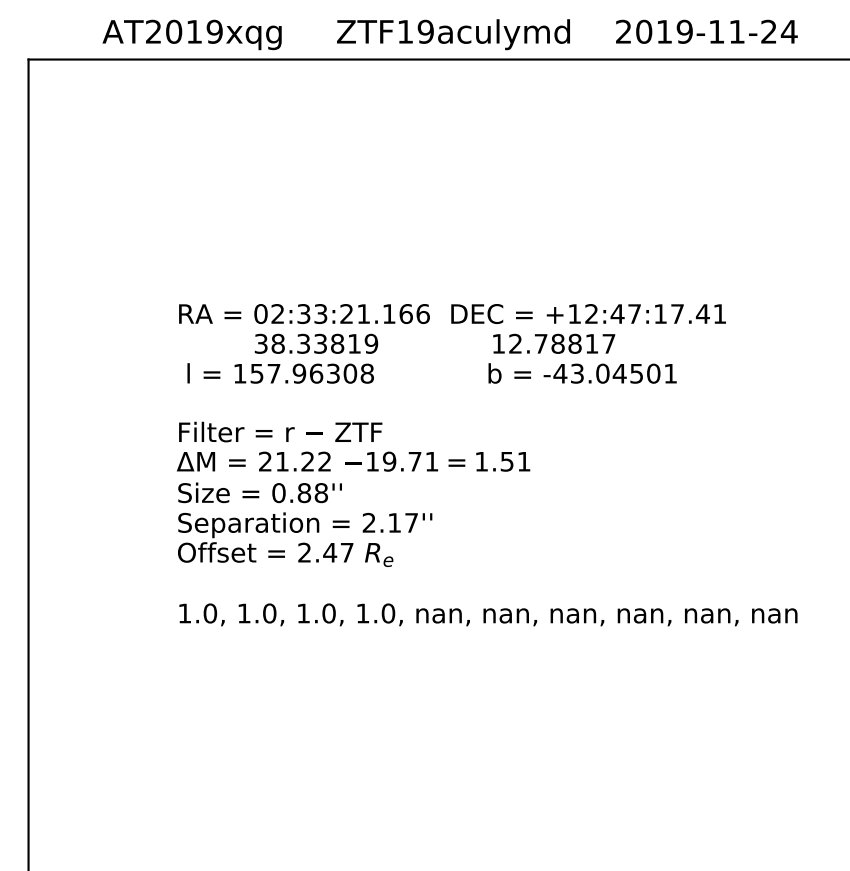 AT2019xqg ZTF19aculymd 2019-11-24
RA = 02:33:21.166 DEC = +12:47:17.41
38.33819 12.78817
l = 157.96308 b = -43.04501
Filter = r − ZTF
ΔM = 21.22 −19.71 = 1.51
Size = 0.88''
Separation = 2.17''
Offset = 2.47 Re
1.0, 1.0, 1.0, 1.0, nan, nan, nan, nan, nan, nan